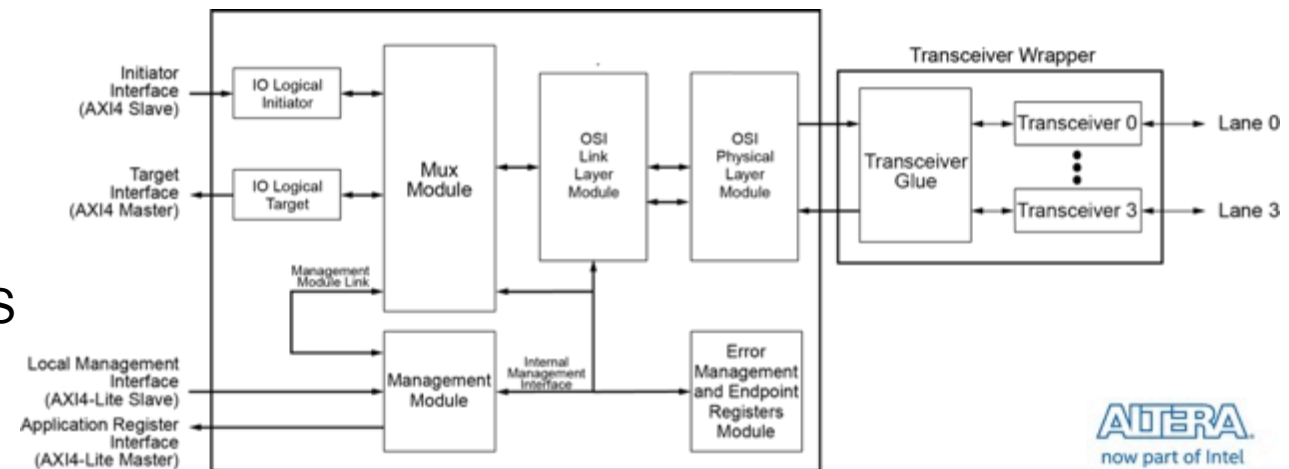 Initiator
Interface
(AXI4 Slave)
IO Logical
Initiator
Target
Interface
(AXI4 Master)
IO Logical
Target
Mux
Module
OSI
Link
Layer
Module
OSI
Physical
Layer
Module
Transceiver Wrapper
Transceiver
Glue
Transceiver 0
Transceiver 3
Lane 0
Lane 3
S
Management
Module Link
Local Management
Interface
(AXI4-Lite Slave)
Application Register
Interface
(AXI4-Lite Master)
Management
Module
Internal
Management
Interface
Error
Management
and Endpoint
Registers
Module
ALTERA.
now part of Intel